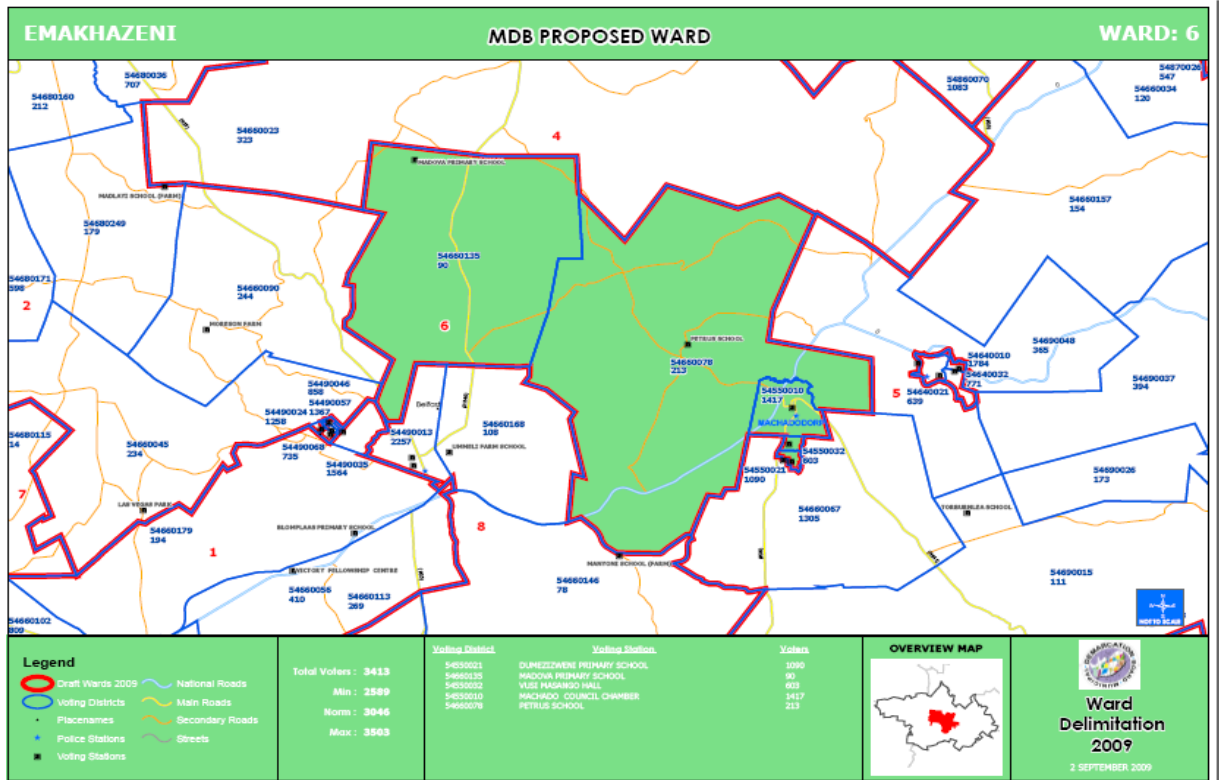 EMAKHAZENI
MDB PROPOSED WARD
WARD: 6
54680036
707
54680160
212
54660023
323
4
54860070
1083
54870026
547
54660034
120
MADOVA PRIMARY SCHOOL
MADLAYI SCHOOL (FARM)
54680249
179
54660157
154
54660135
90
54680171
598
2
54660090
244
6
MORESON FARM
PETRUS SCHOOL
54660078
213
54690048
365
54640010
1784
54640032
771
54640021
639
5
54690037
394
54490046
858
54490057
1367
54490024
1258
54490068
735
54490035
1564
54490013
2257
Belfast
54660168
108
54550010
1417
MACHADODORP
54680115
14
54660045
234
UMHELI FARM SCHOOL
54550032
603
54550021
1090
54690026
173
7
LAS VEGAS PARK
54660179
194
1
BLOMPLAAS PRIMARY SCHOOL
8
54660067
1305
MANTONI SCHOOL (FARM)
VICTORY FELLOWSHIP CENTRE
54660056
410
54660113
269
54660146
78
54690015
111
54660102
809
NOT TO SCALE
Legend
Draft Wards 2009
National Roads
Voting Districts
Main Roads
Placenames
Secondary Roads
Police Stations
Streets
Voting Stations
Total Voters : 3413
Min : 2589
Norm : 3046
Max : 3503
Voting District Voting Station Voters
54550021 DUMEZIZWENI PRIMARY SCHOOL 1090
54660135 MADOVA PRIMARY SCHOOL 90
54550032 VUSI MASANGO HALL 603
54550010 MACHADO COUNCIL CHAMBER 1417
54660078 PETRUS SCHOOL 213
OVERVIEW MAP
Ward
Delimitation
2009
2 SEPTEMBER 2009